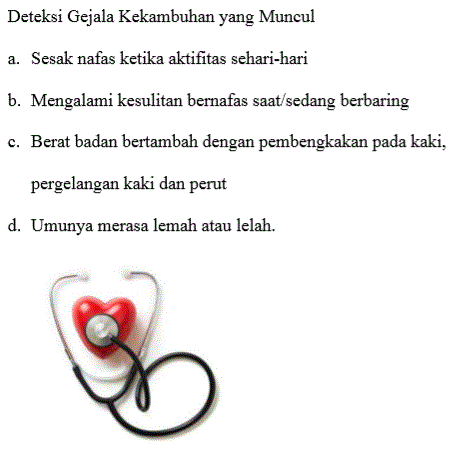 Deteksi Gejala Kekambuhan yang Muncul
a. Sesak nafas ketika aktifitas sehari-hari
b. Mengalami kesulitan bernafas saat/sedang berbaring
c. Berat badan bertambah dengan pembengkakan pada kaki,
pergelangan kaki dan perut
d. Umunya merasa lemah atau lelah.